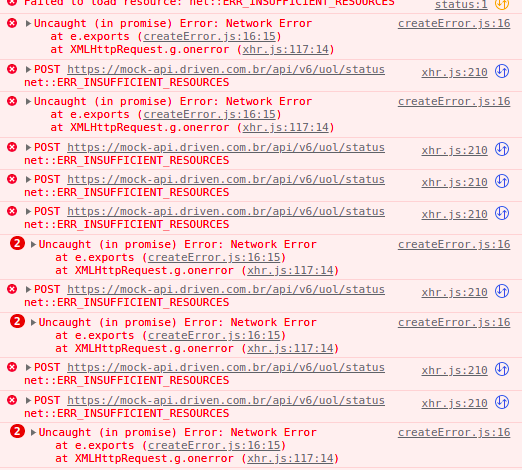 Failed to load resource: net::ERR_INSUFFICIENT_RESOURCES status:1
Uncaught (in promise) Error: Network Error createError.js:16
at e.exports (createError.js:16:15)
at XMLHttpRequest.g.onerror (xhr.js:117:14)
POST https://mock-api.driven.com.br/api/v6/uol/status xhr.js:210
net::ERR_INSUFFICIENT_RESOURCES
Uncaught (in promise) Error: Network Error createError.js:16
at e.exports (createError.js:16:15)
at XMLHttpRequest.g.onerror (xhr.js:117:14)
POST https://mock-api.driven.com.br/api/v6/uol/status xhr.js:210
net::ERR_INSUFFICIENT_RESOURCES
POST https://mock-api.driven.com.br/api/v6/uol/status xhr.js:210
net::ERR_INSUFFICIENT_RESOURCES
POST https://mock-api.driven.com.br/api/v6/uol/status xhr.js:210
net::ERR_INSUFFICIENT_RESOURCES
2 Uncaught (in promise) Error: Network Error createError.js:16
at e.exports (createError.js:16:15)
at XMLHttpRequest.g.onerror (xhr.js:117:14)
POST https://mock-api.driven.com.br/api/v6/uol/status xhr.js:210
net::ERR_INSUFFICIENT_RESOURCES
2 Uncaught (in promise) Error: Network Error createError.js:16
at e.exports (createError.js:16:15)
at XMLHttpRequest.g.onerror (xhr.js:117:14)
POST https://mock-api.driven.com.br/api/v6/uol/status xhr.js:210
net::ERR_INSUFFICIENT_RESOURCES
POST https://mock-api.driven.com.br/api/v6/uol/status xhr.js:210
net::ERR_INSUFFICIENT_RESOURCES
2 Uncaught (in promise) Error: Network Error createError.js:16
at e.exports (createError.js:16:15)
at XMLHttpRequest.g.onerror (xhr.js:117:14)